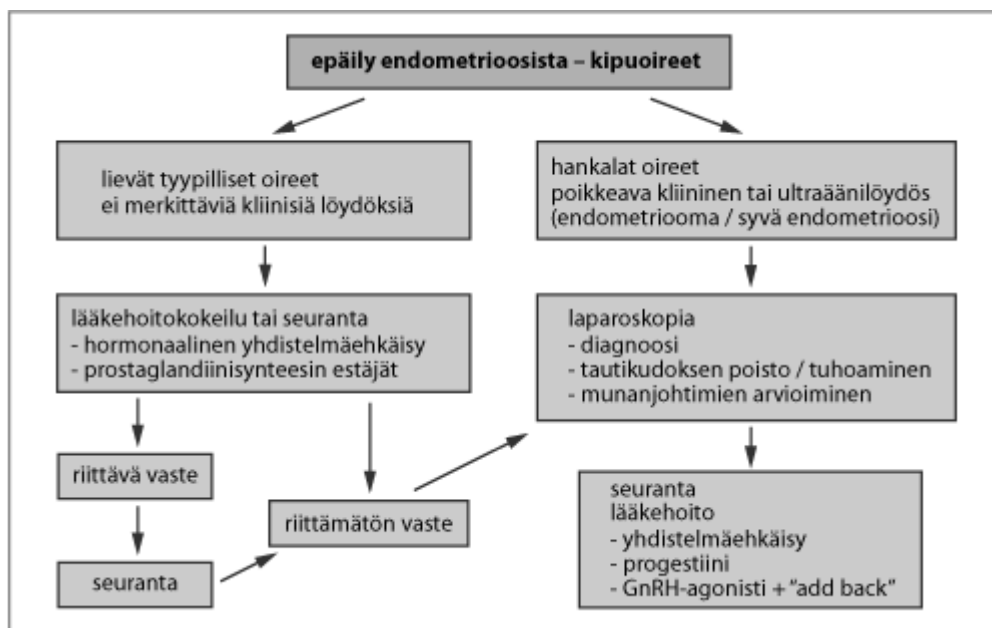 epäily endometrioosista – kipuoireet
lievät tyypilliset oireet
ei merkittäviä kliinisiä löydöksiä
hankalat oireet
poikkeava kliininen tai ultraäänilöydös
(endometriooma / syvä endometrioosi)
lääkehoitokokeilu tai seuranta
- hormonaalinen yhdistelmäehkäisy
- prostaglandiinisynteesin estäjät
laparoskopia
- diagnoosi
- tautikudoksen poisto / tuhoaminen
- munanjohtimien arvioiminen
riittävä vaste
seuranta
riittämätön vaste
seuranta
lääkehoito
- yhdistelmäehkäisy
- progestiini
- GnRH-agonisti + “add back”